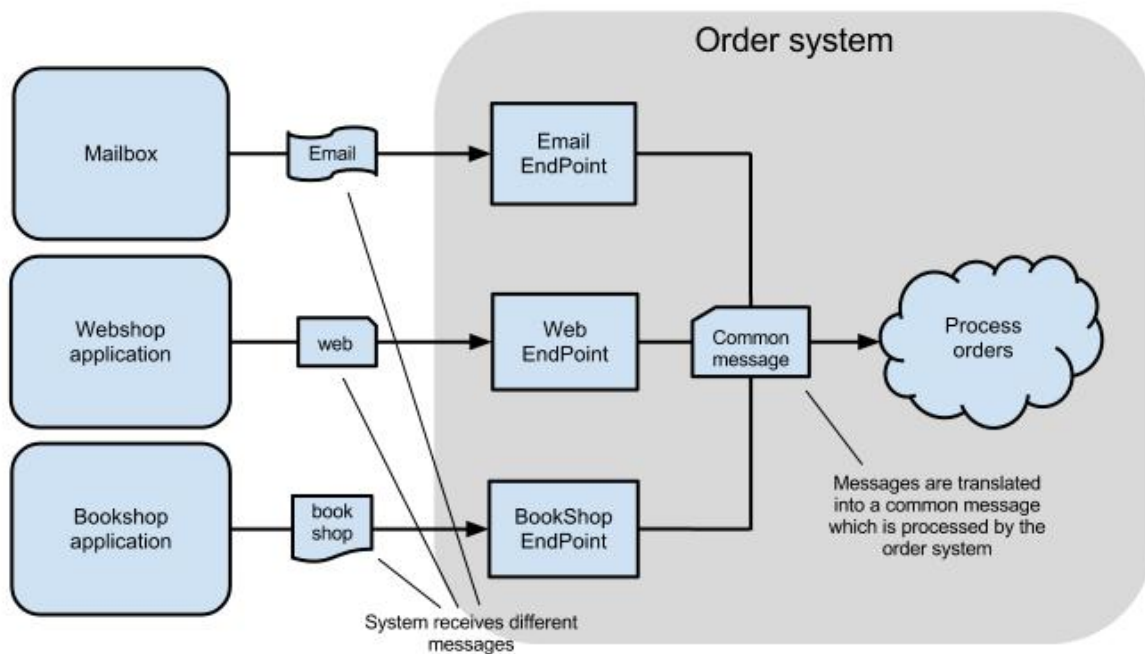 Order system
Mailbox
Email
Email
EndPoint
Webshop
application
web
Web
EndPoint
Common
message
Process
orders
Bookshop
application
book
shop
BookShop
EndPoint
Messages are translated
into a common message
which is processed by the
order system
System receives different
messages